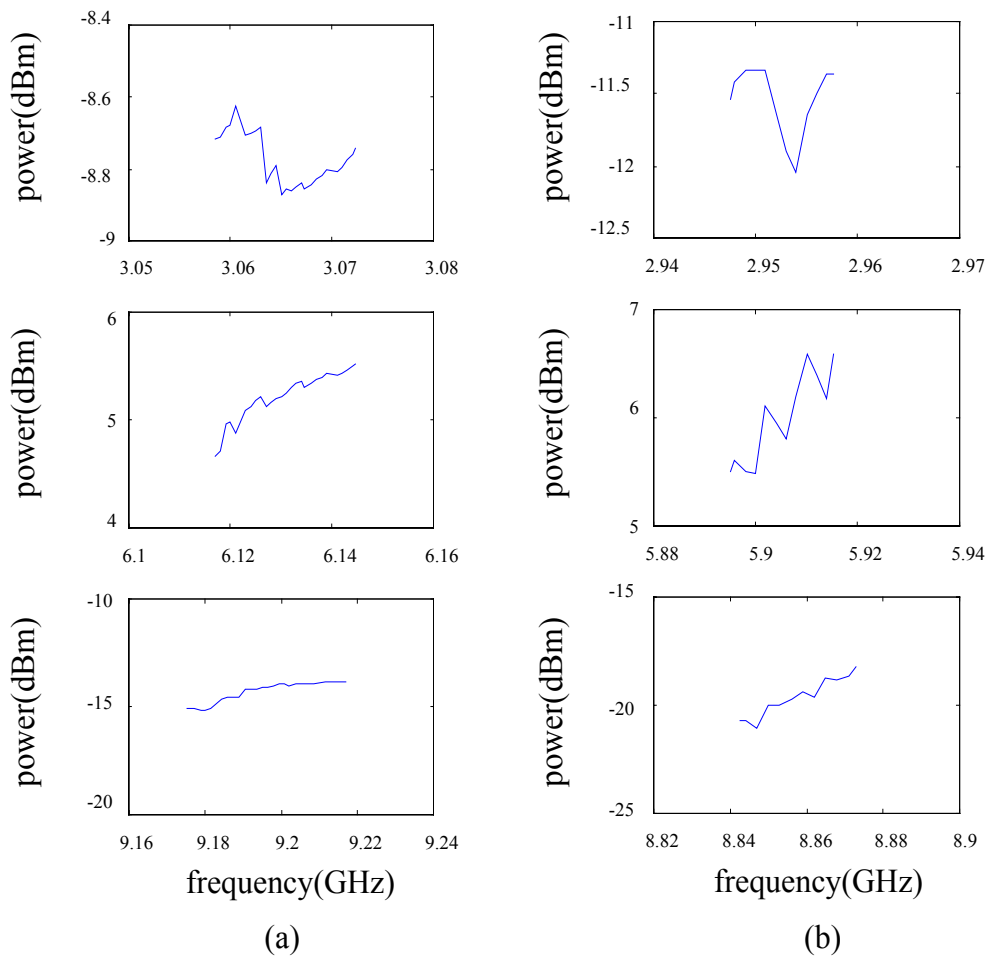 -8.4
-8.6
-8.8
-9
power(dBm)
3.05 3.06 3.07 3.08
-11
-11.5
-12
-12.5
power(dBm)
2.94 2.95 2.96 2.97
6
5
4
power(dBm)
6.1 6.12 6.14 6.16
7
6
5
power(dBm)
5.88 5.9 5.92 5.94
-10
-15
-20
power(dBm)
9.16 9.18 9.2 9.22 9.24
frequency(GHz)
(a)
-15
-20
-25
power(dBm)
8.82 8.84 8.86 8.88 8.9
frequency(GHz)
(b)